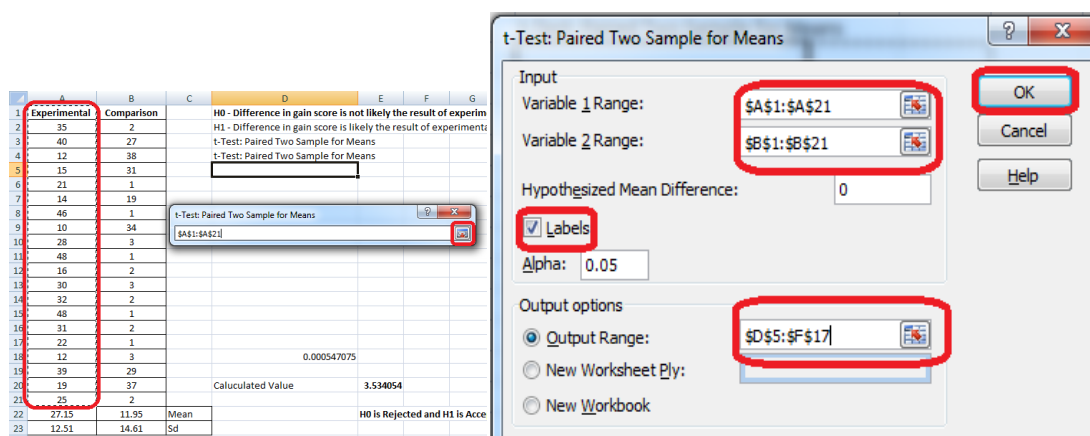 A B C D E F G
1 Experimental Comparison H0 - Difference in gain score is not likely the result of experim
2 35 2 H1 - Difference in gain score is likely the result of experimenta
3 40 27 t-Test: Paired Two Sample for Means
4 12 38 t-Test: Paired Two Sample for Means
5 15 31
6 21 1
7 14 19
8 46 1
9 10 34
10 28 3
11 48 1
12 16 2
13 30 3
14 32 2
15 48 1
16 31 2
17 22 1
18 12 3 0.000547075
19 39 29
20 19 37 Caluculated Value 3.534054
21 25 2
22 27.15 11.95 Mean H0 is Rejected and H1 is Acce
23 12.51 14.61 Sd
t-Test: Paired Two Sample for Means
$A$1:$A$21
t-Test: Paired Two Sample for Means
Input
Variable 1 Range: $A$1:$A$21
Variable 2 Range: $B$1:$B$21
Hypothesized Mean Difference: 0
Labels
Alpha: 0.05
Output options
Output Range: $D$5:$F$17
New Worksheet Ply:
New Workbook
OK
Cancel
Help